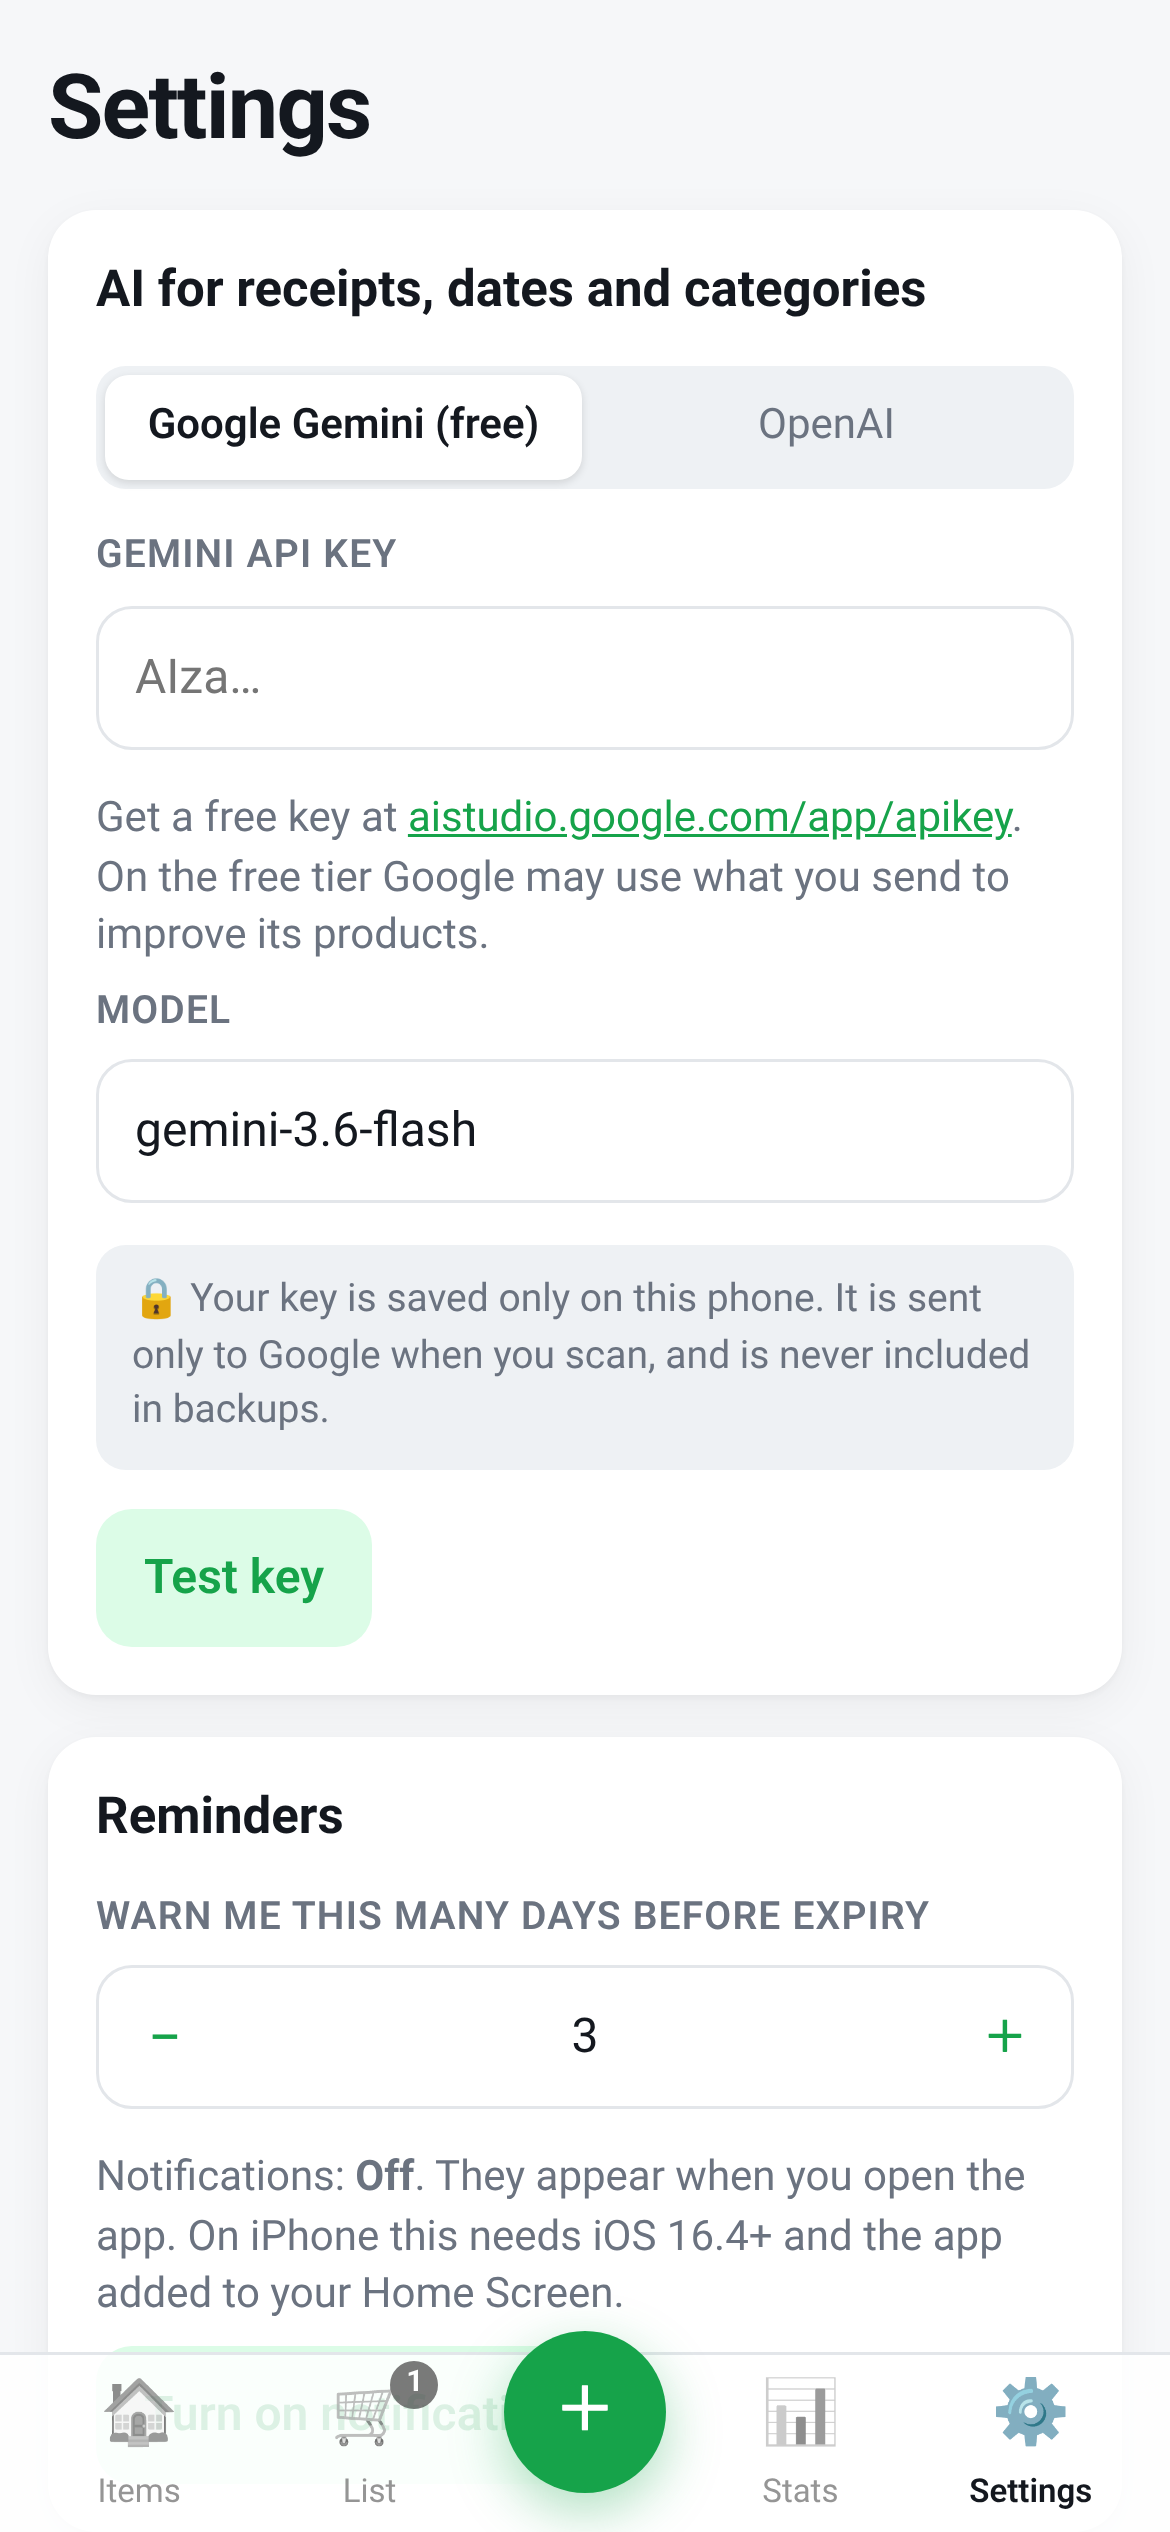 Settings
AI for receipts, dates and categories
Google Gemini (free)
OpenAI
GEMINI API KEY
AIza…
Get a free key at aistudio.google.com/app/apikey.
On the free tier Google may use what you send to
improve its products.
MODEL
gemini-3.6-flash
🔒 Your key is saved only on this phone. It is sent
only to Google when you scan, and is never included
in backups.
Test key
Reminders
WARN ME THIS MANY DAYS BEFORE EXPIRY
− 3 +
Notifications: Off. They appear when you open the
app. On iPhone this needs iOS 16.4+ and the app
added to your Home Screen.
Turn on
1
+
Items
List
Stats
Settings